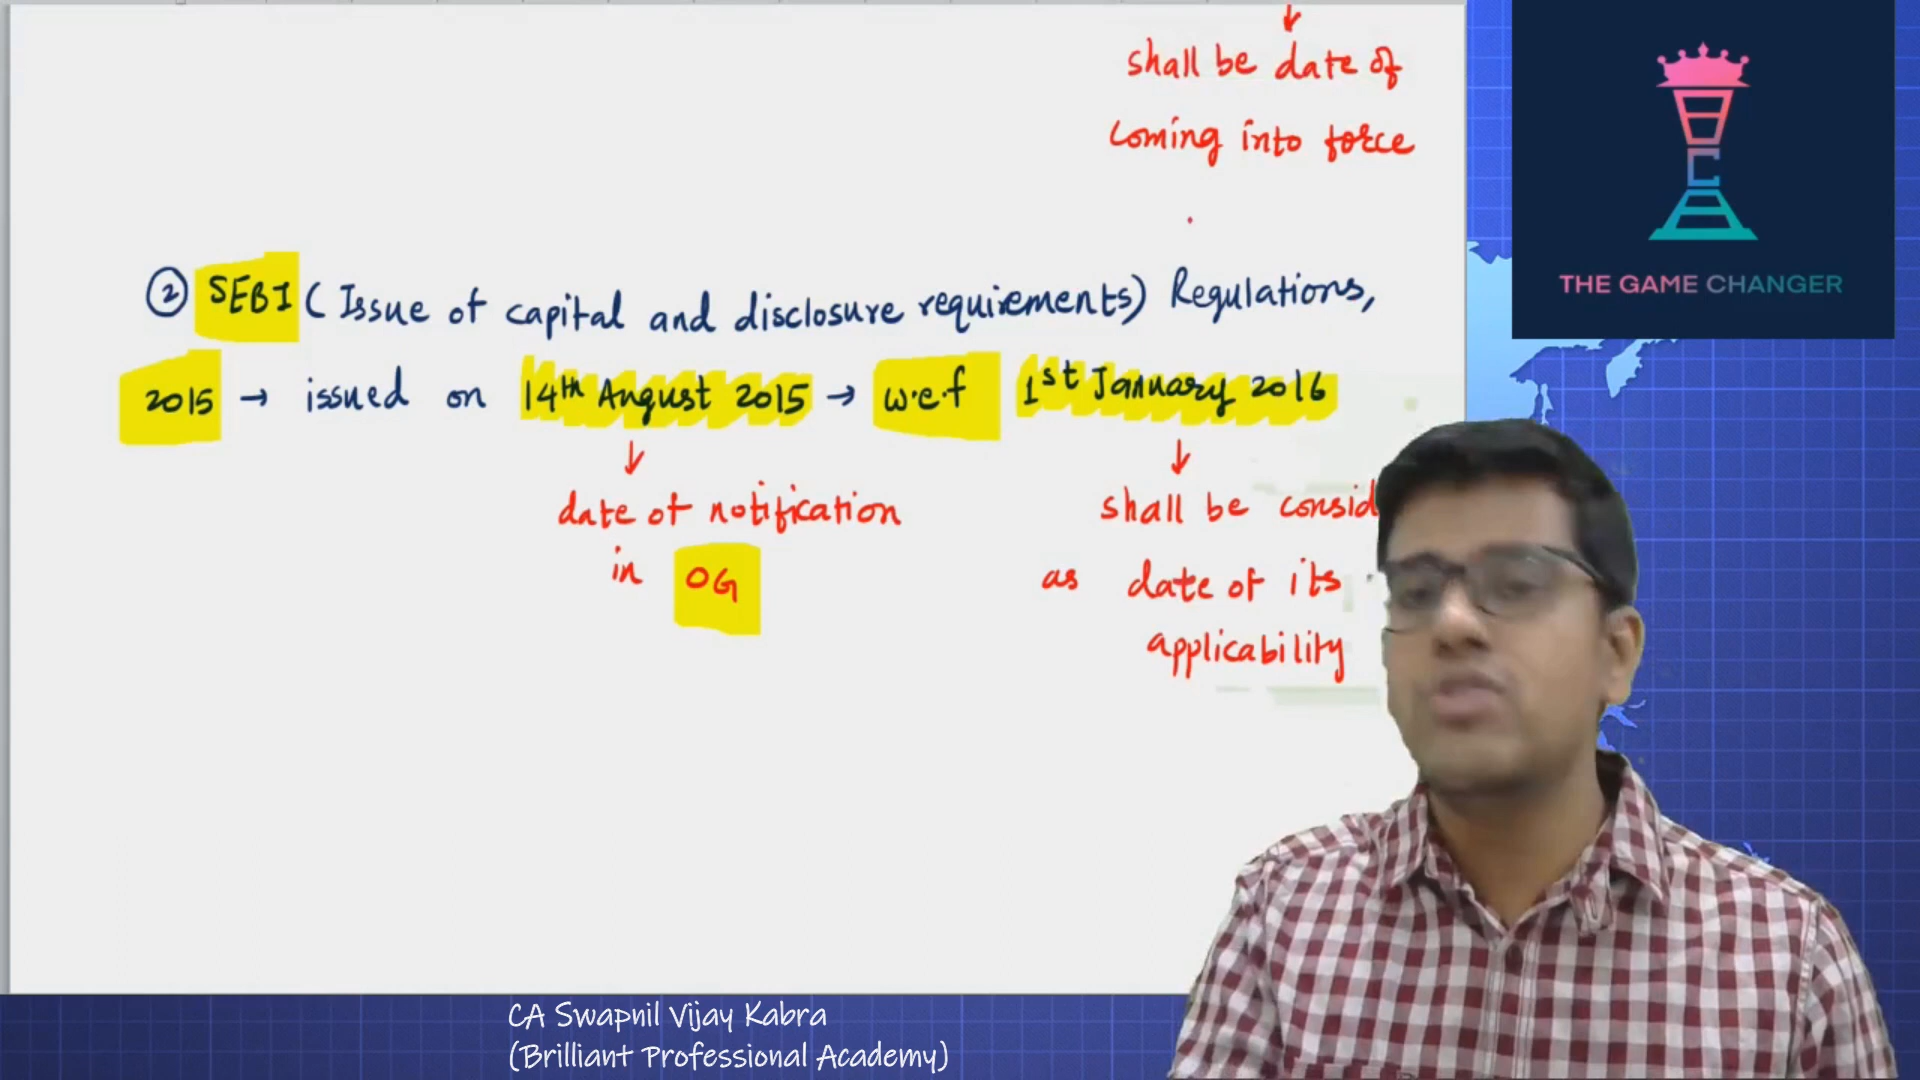 shall be date of
coming into force
THE GAME CHANGER
② SEBI ( Issue of capital and disclosure requirements) Regulations,
2015 → issued on 14th August 2015 → w.e.f 1st January 2016
date of notification
in OG
shall be consid
as date of its
applicability
CA Swapnil Vijay Kabra
(Brilliant Professional Academy)